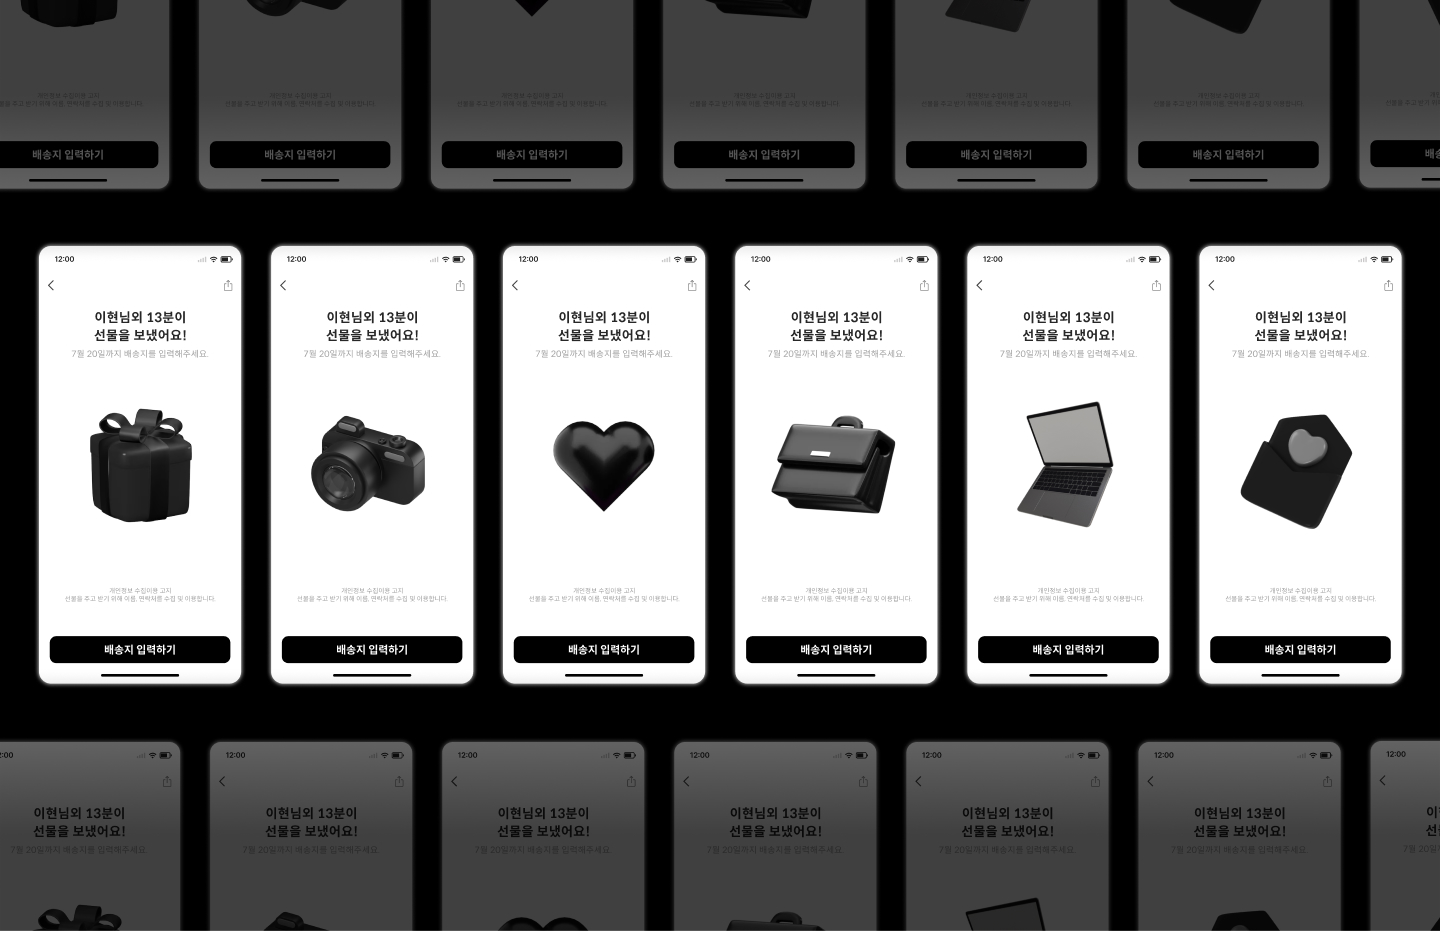 개인정보 수집이용 고지
선물을 주고 받기 위해 이름, 연락처를 수집 및 이용합니다.
배송지 입력하기
개인정보 수집이용 고지
선물을 주고 받기 위해 이름, 연락처를 수집 및 이용합니다.
배송지 입력하기
개인정보 수집이용 고지
선물을 주고 받기 위해 이름, 연락처를 수집 및 이용합니다.
배송지 입력하기
개인정보 수집이용 고지
선물을 주고 받기 위해 이름, 연락처를 수집 및 이용합니다.
배송지 입력하기
개인정보 수집이용 고지
선물을 주고 받기 위해 이름, 연락처를 수집 및 이용합니다.
배송지 입력하기
개인정보 수집이용 고지
선물을 주고 받기 위해 이름, 연락처를 수집 및 이용합니다.
배송지 입력하기
12:00
이현님외 13분이
선물을 보냈어요!
7월 20일까지 배송지를 입력해주세요.
개인정보 수집이용 고지
선물을 주고 받기 위해 이름, 연락처를 수집 및 이용합니다.
배송지 입력하기
12:00
이현님외 13분이
선물을 보냈어요!
7월 20일까지 배송지를 입력해주세요.
개인정보 수집이용 고지
선물을 주고 받기 위해 이름, 연락처를 수집 및 이용합니다.
배송지 입력하기
12:00
이현님외 13분이
선물을 보냈어요!
7월 20일까지 배송지를 입력해주세요.
개인정보 수집이용 고지
선물을 주고 받기 위해 이름, 연락처를 수집 및 이용합니다.
배송지 입력하기
12:00
이현님외 13분이
선물을 보냈어요!
7월 20일까지 배송지를 입력해주세요.
개인정보 수집이용 고지
선물을 주고 받기 위해 이름, 연락처를 수집 및 이용합니다.
배송지 입력하기
12:00
이현님외 13분이
선물을 보냈어요!
7월 20일까지 배송지를 입력해주세요.
개인정보 수집이용 고지
선물을 주고 받기 위해 이름, 연락처를 수집 및 이용합니다.
배송지 입력하기
12:00
이현님외 13분이
선물을 보냈어요!
7월 20일까지 배송지를 입력해주세요.
개인정보 수집이용 고지
선물을 주고 받기 위해 이름, 연락처를 수집 및 이용합니다.
배송지 입력하기
이현님외 13분이
선물을 보냈어요!
7월 20일까지 배송지를 입력해주세요.
12:00
이현님외 13분이
선물을 보냈어요!
7월 20일까지 배송지를 입력해주세요.
12:00
이현님외 13분이
선물을 보냈어요!
7월 20일까지 배송지를 입력해주세요.
12:00
이현님외 13분이
선물을 보냈어요!
7월 20일까지 배송지를 입력해주세요.
12:00
이현님외 13분이
선물을 보냈어요!
7월 20일까지 배송지를 입력해주세요.
12:00
이현님외 13분이
선물을 보냈어요!
7월 20일까지 배송지를 입력해주세요.
12:00